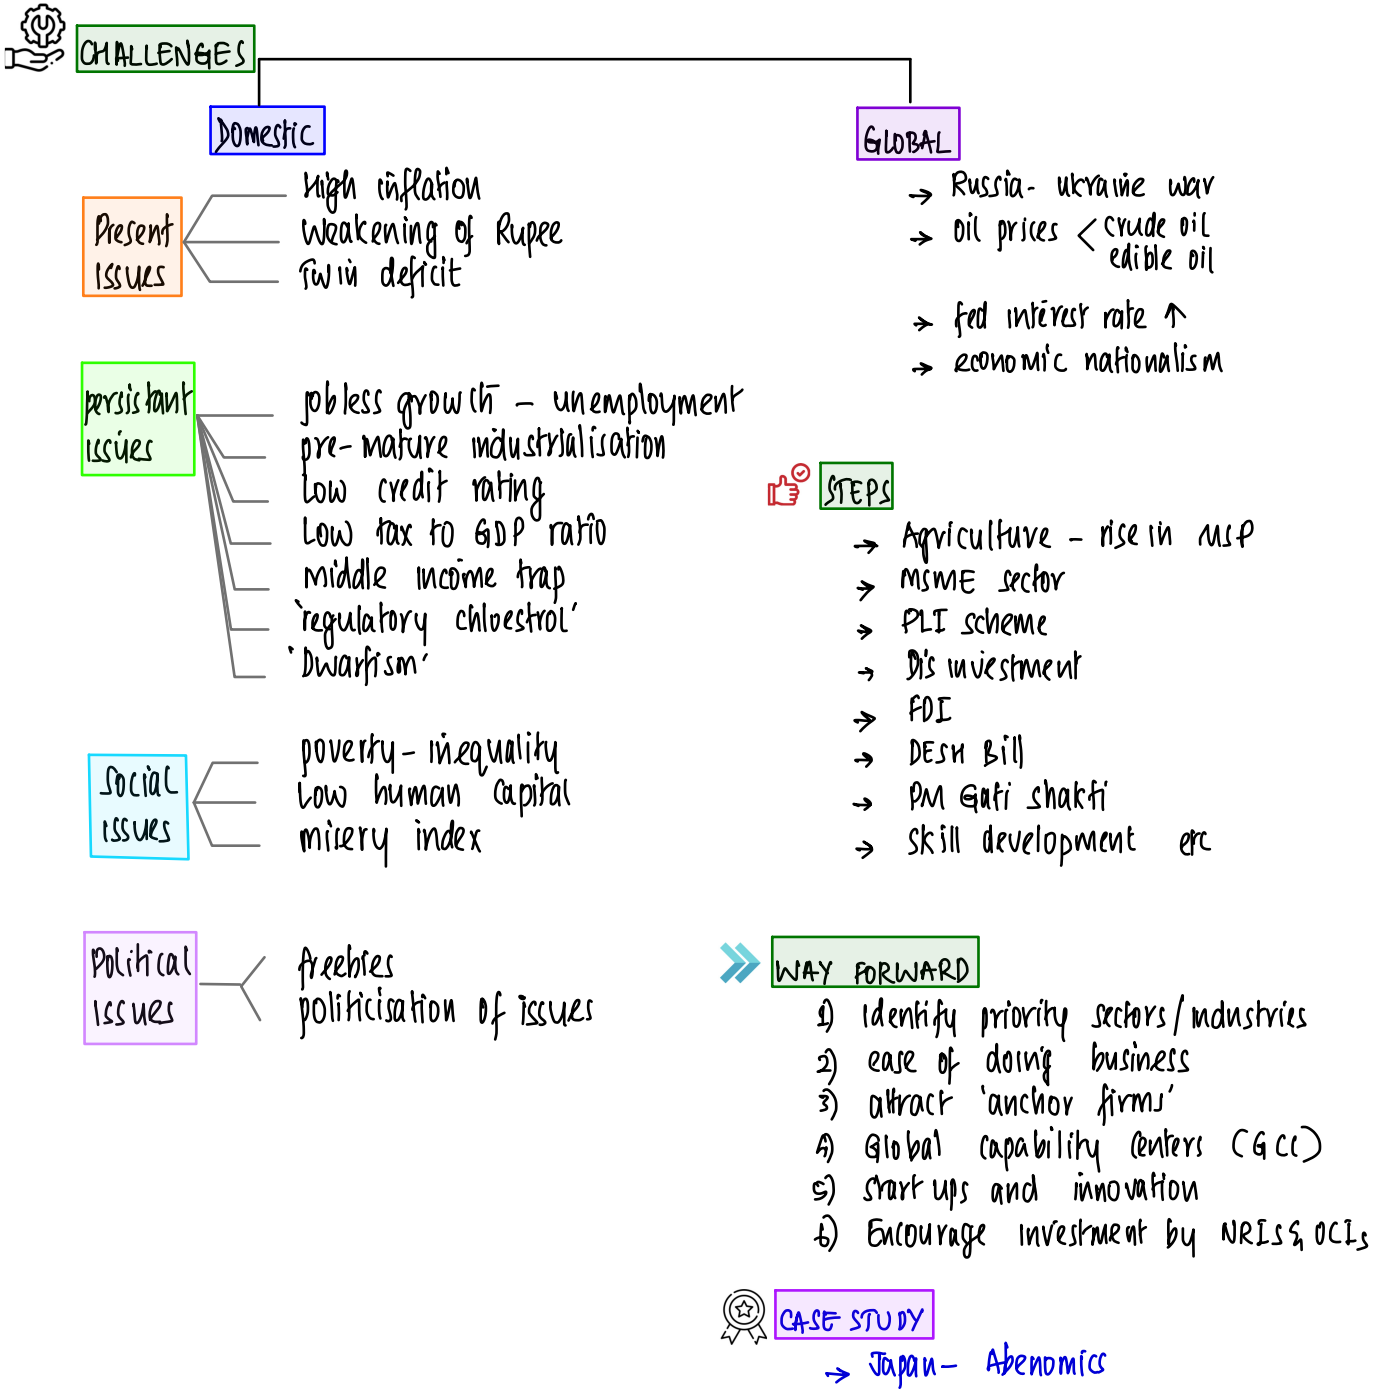 CHALLENGES
Domestic
Present
issues
High inflation
Weakening of Rupee
Twin deficit
persistant
issues
jobless growth - unemployment
pre-mature industrialisation
Low credit rating
Low tax to GDP ratio
middle income trap
'regulatory chloestrol'
'Dwarfism'
Social
issues
poverty - inequality
Low human capital
misery index
Political
issues
freebies
politicisation of issues
GLOBAL
→ Russia - ukraine war
→ oil prices < crude oil
edible oil
→ fed interest rate ↑
→ economic nationalism
STEPS
→ Agriculture - rise in MSP
→ MSME sector
→ PLI scheme
→ Dis investment
→ FDI
→ DESH Bill
→ PM Gati shakti
→ skill development etc
WAY FORWARD
1) Identify priority sectors/industries
2) ease of doing business
3) attract 'anchor firms'
4) Global capability centers (GCC)
5) start ups and innovation
6) Encourage investment by NRIs & OCIs
CASE STUDY
→ Japan - Abenomics